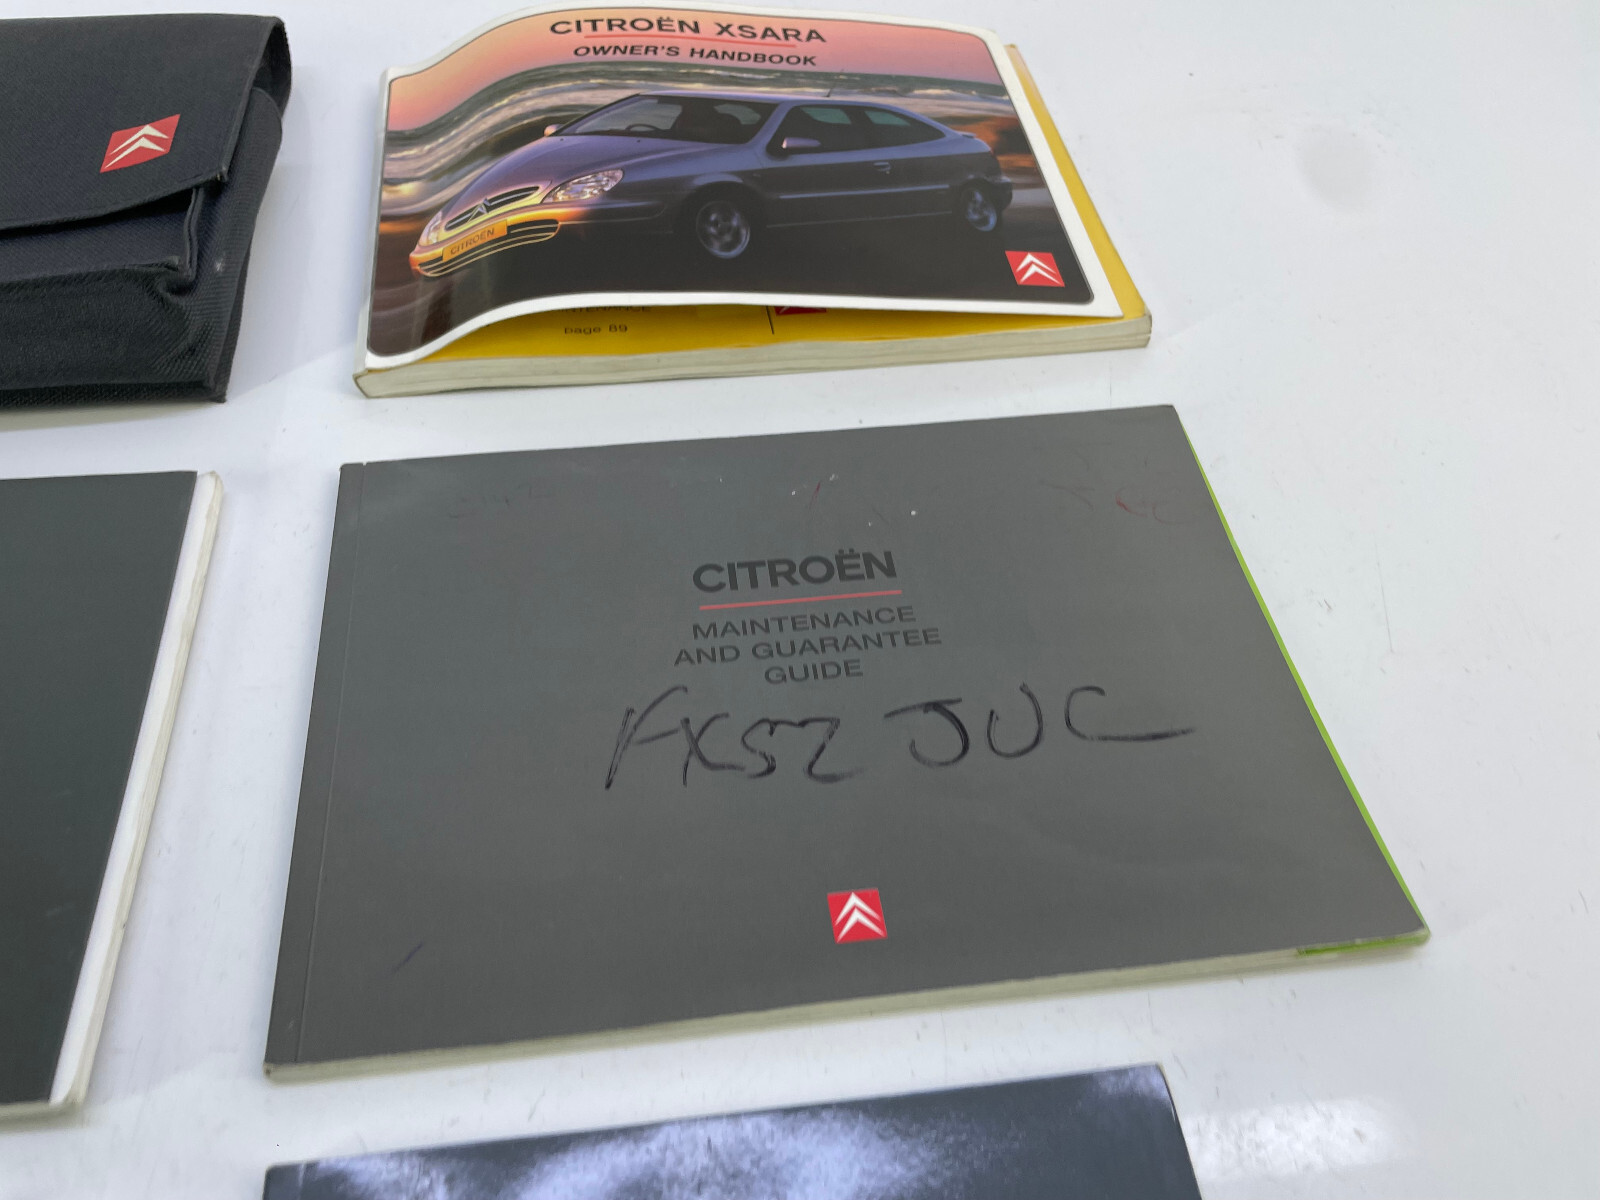 CITROËN XSARA
OWNER'S HANDBOOK
CITROËN
page 89
CITROËN
MAINTENANCE
AND GUARANTEE
GUIDE
FX52 JUC